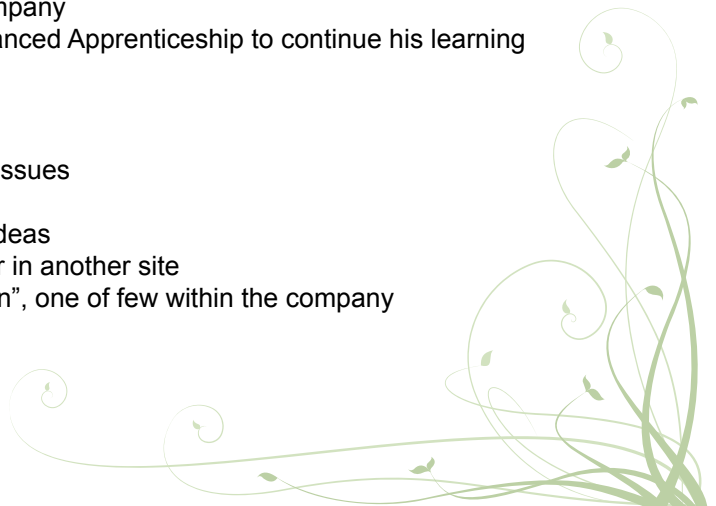 mpany
anced Apprenticeship to continue his learning
ssues
deas
r in another site
n”, one of few within the company